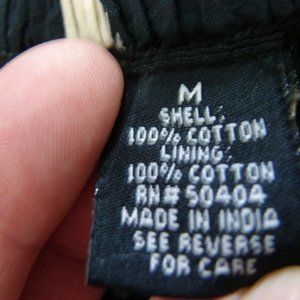 M
SHELL:
100% COTTON
LINING:
100% COTTON
RN# 50404
MADE IN INDIA
SEE REVERSE
FOR CARE